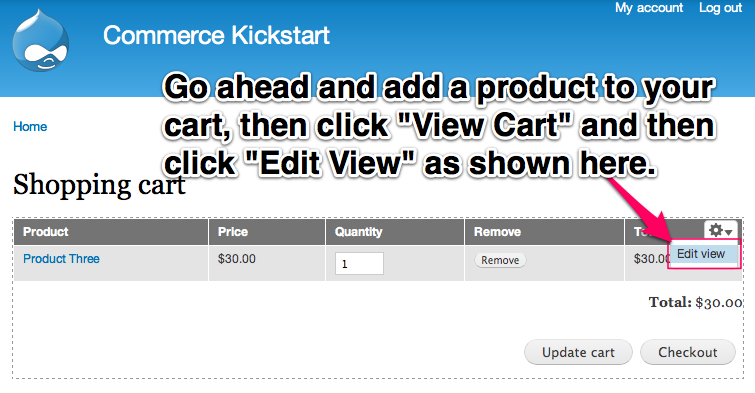 My account Log out
Commerce Kickstart
Go ahead and add a product to your
cart, then click "View Cart" and then
click "Edit View" as shown here.
Home
Shopping cart
Product Price Quantity Remove
Product Three $30.00 1 Remove $30.00 Edit view
Total: $30.00
Update cart Checkout